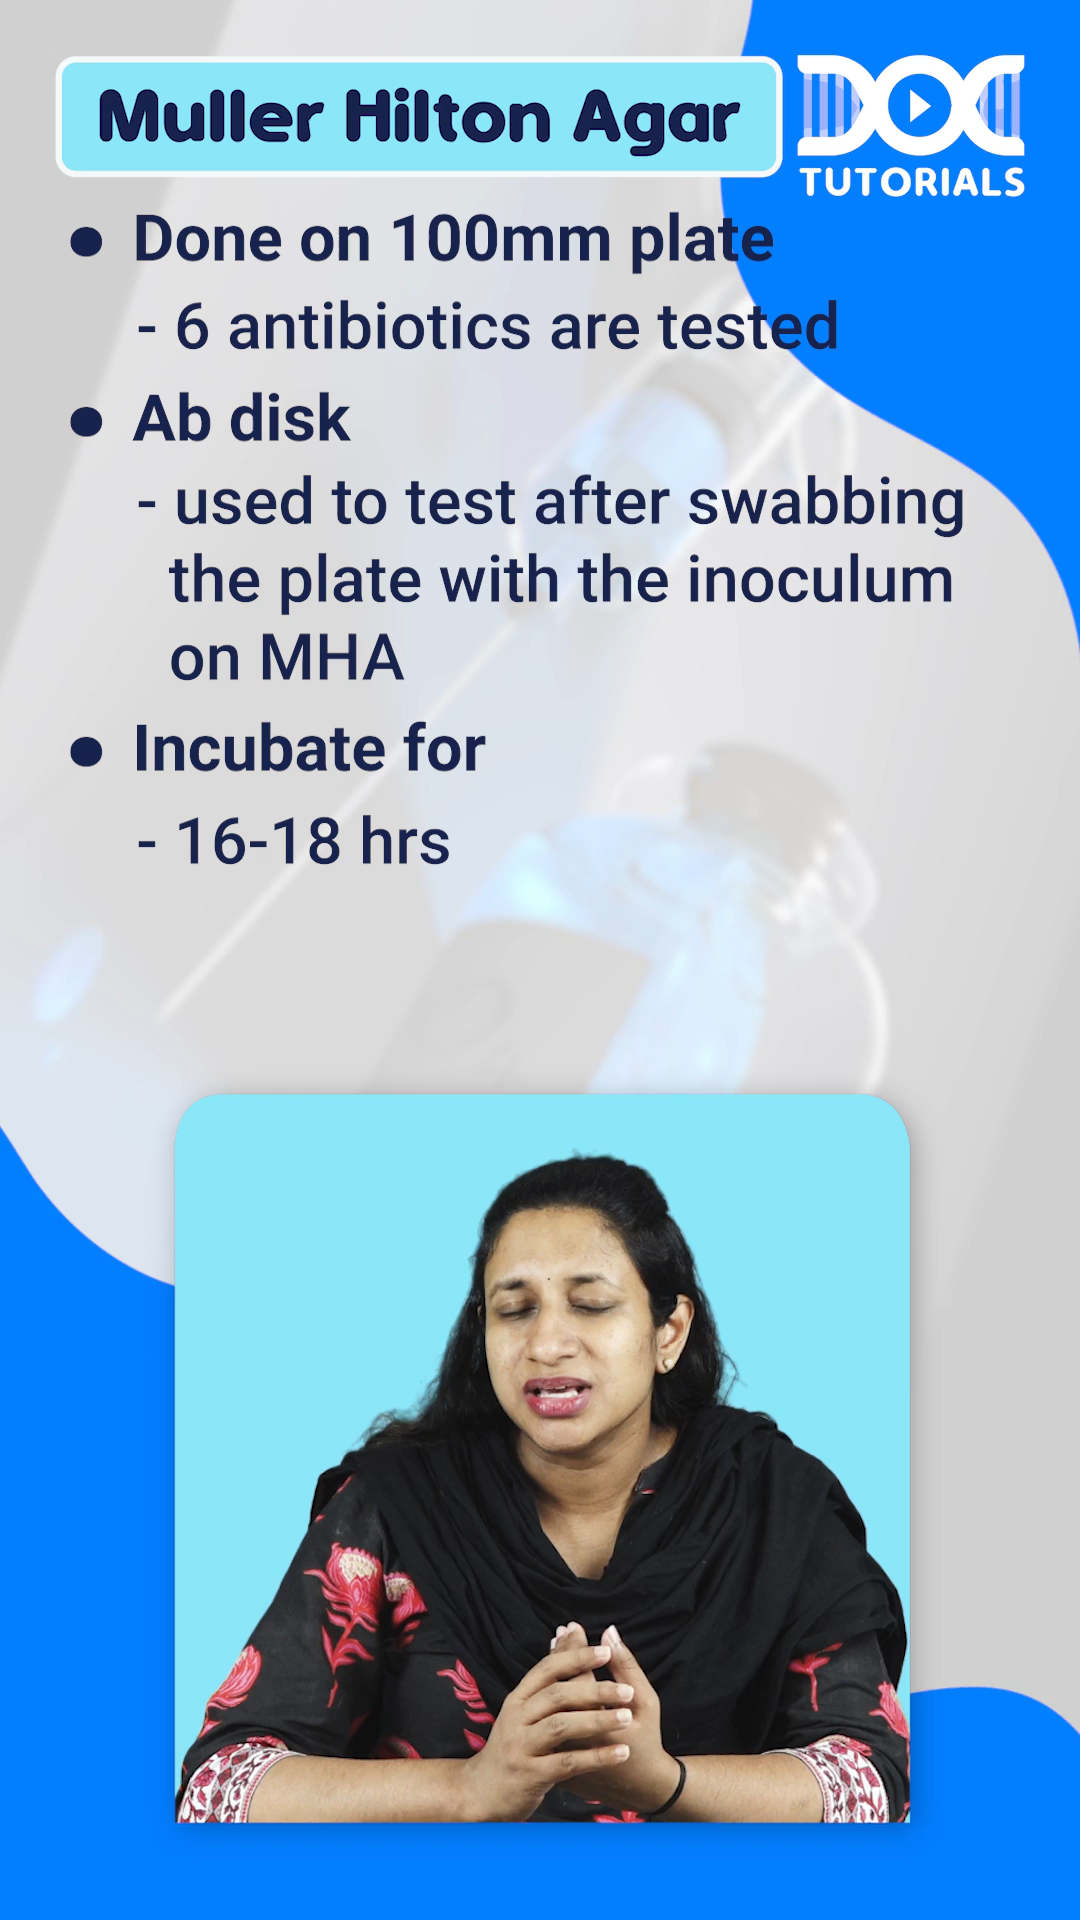 Muller Hilton Agar
DOC
TUTORIALS
● Done on 100mm plate
- 6 antibiotics are tested
● Ab disk
- used to test after swabbing
the plate with the inoculum
on MHA
● Incubate for
- 16-18 hrs